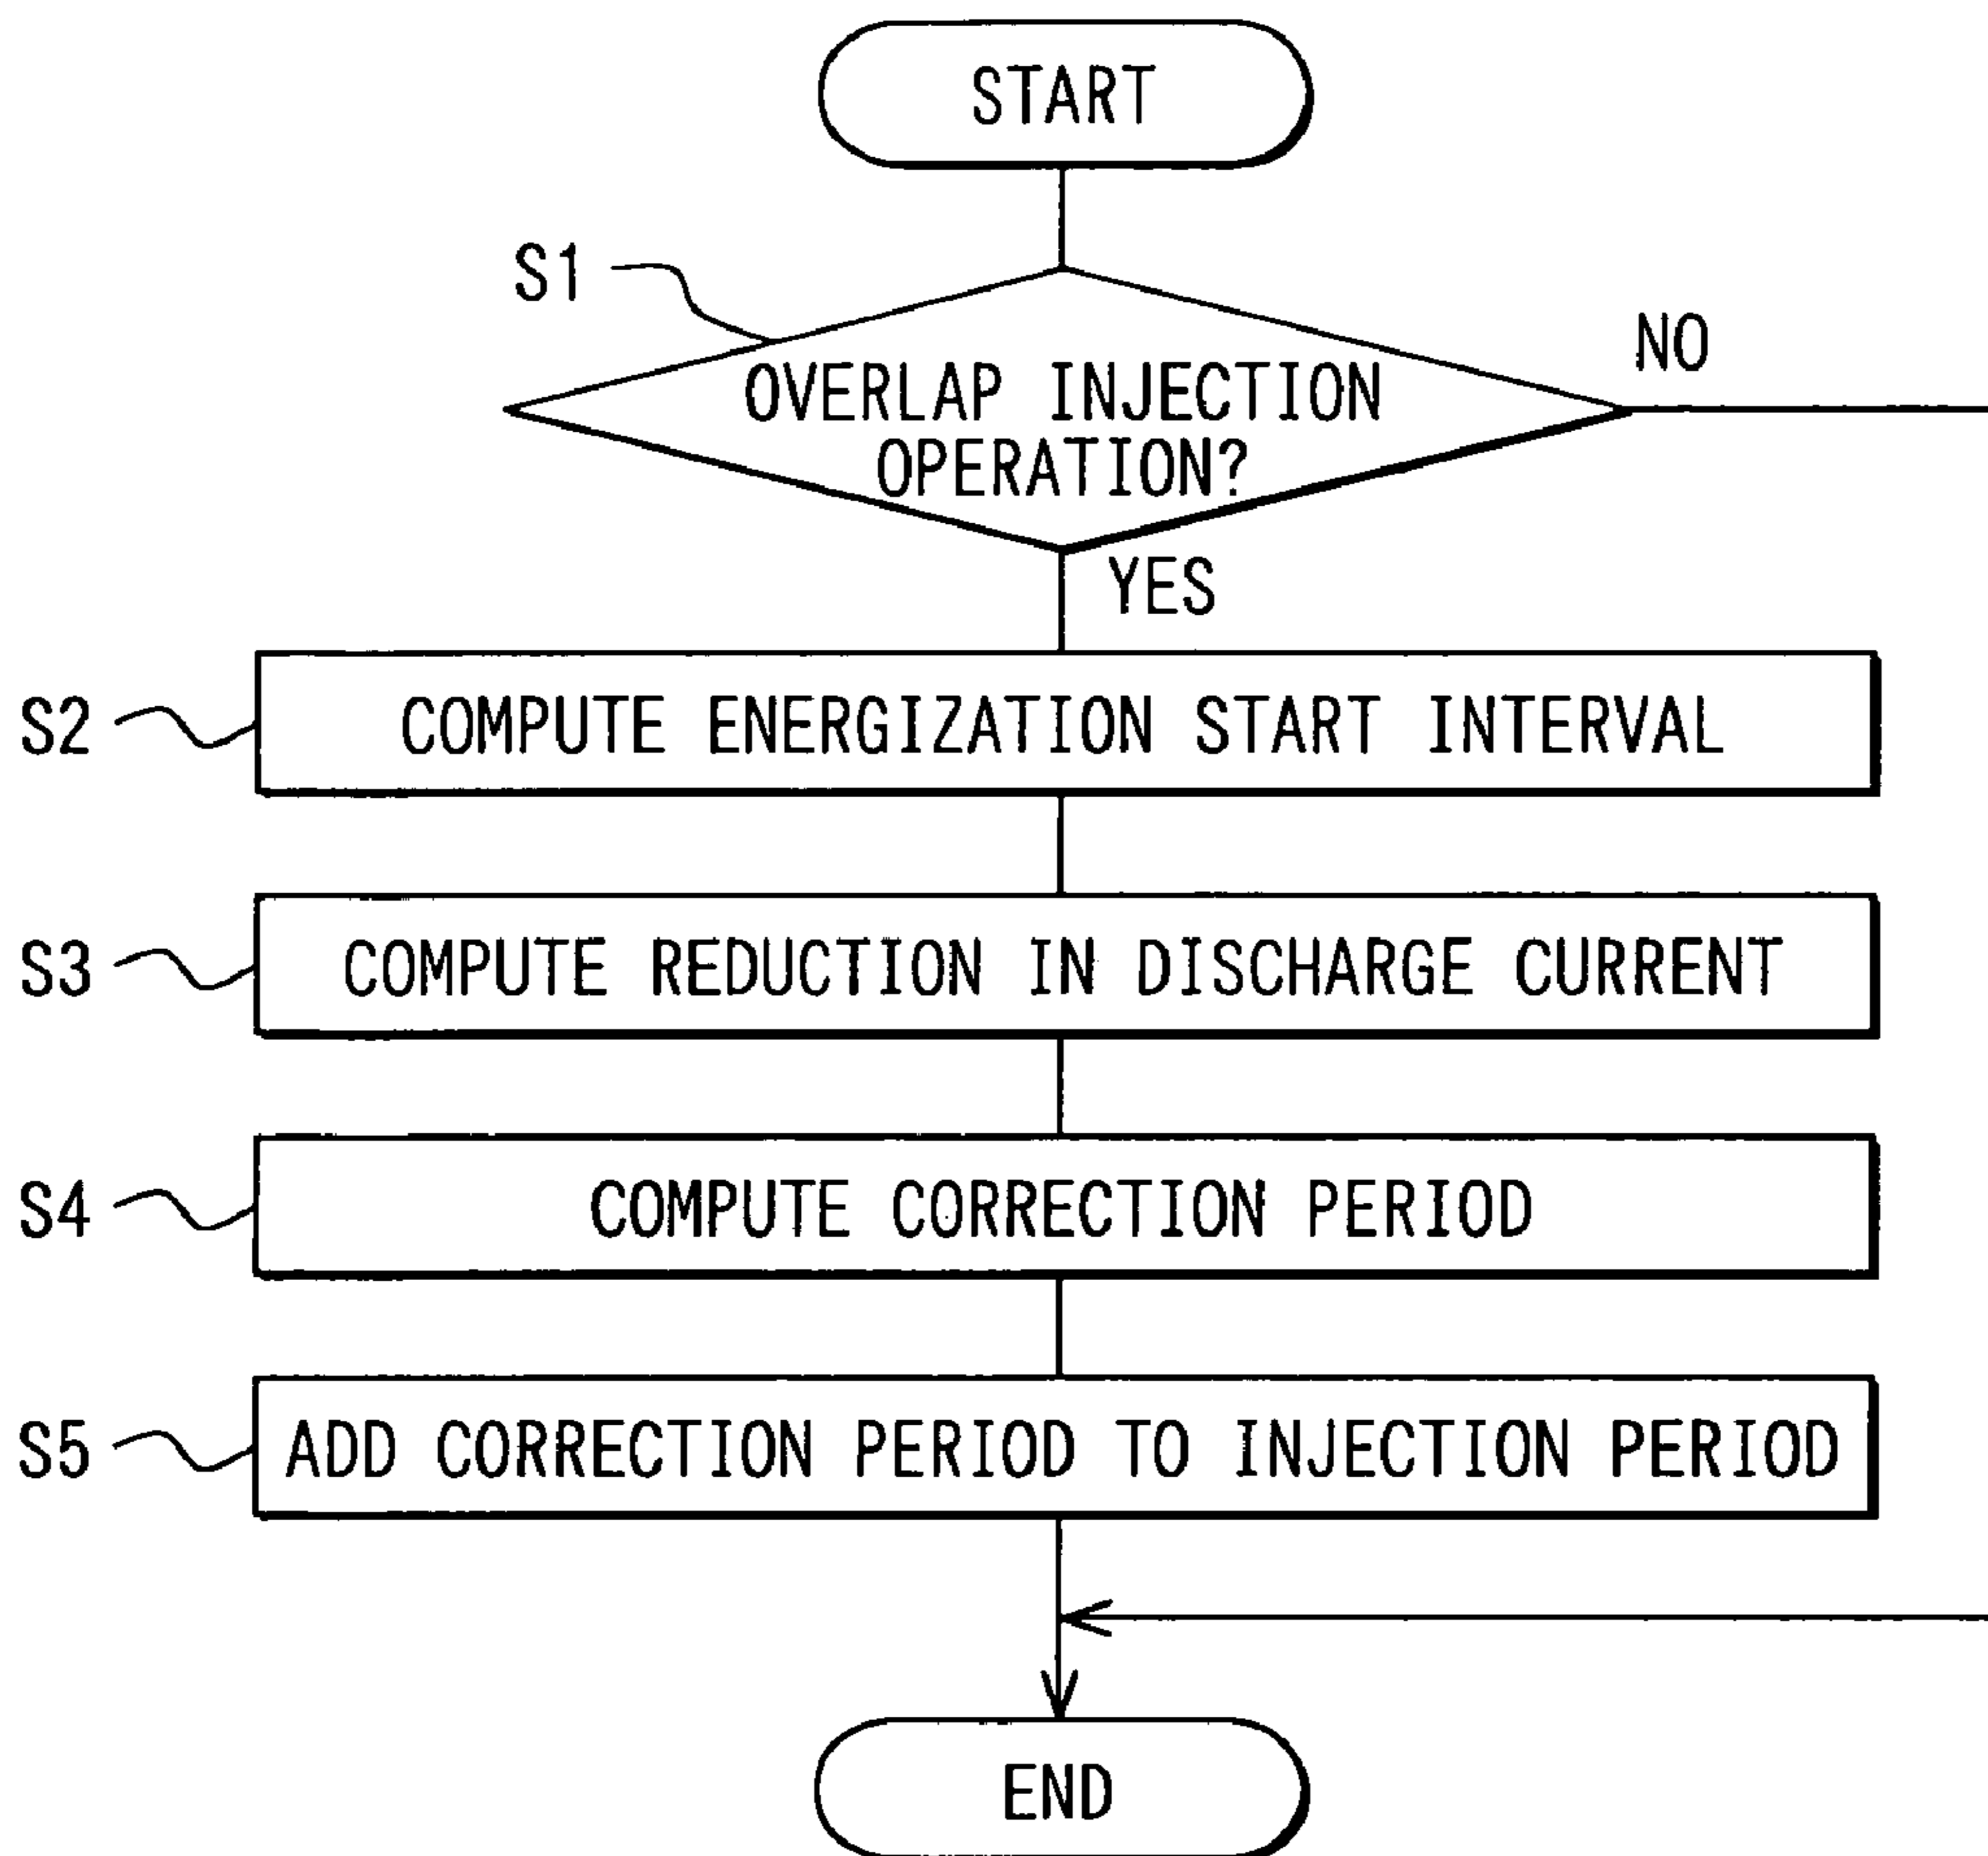 START
S1
NO
OVERLAP INJECTION
OPERATION?
YES
S2
COMPUTE ENERGIZATION START INTERVAL
S3
COMPUTE REDUCTION IN DISCHARGE CURRENT
S4
COMPUTE CORRECTION PERIOD
S5
ADD CORRECTION PERIOD TO INJECTION PERIOD
END